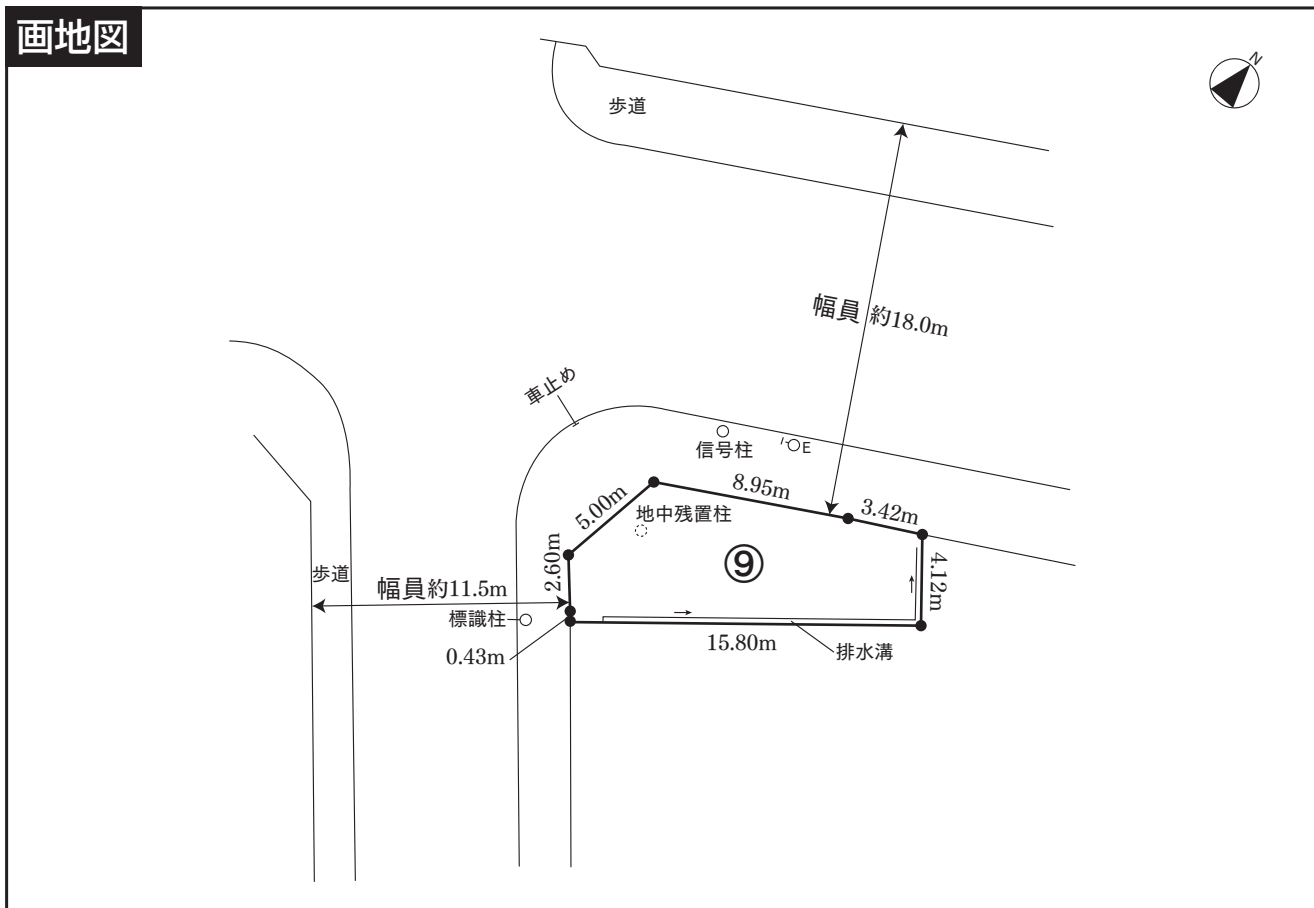 画地図
N
歩道
幅員 約18.0m
車止め
信号柱
E
8.95m
3.42m
5.00m
地中残置柱
⑨
4.12m
2.60m
歩道
幅員約11.5m
標識柱
0.43m
15.80m
排水溝